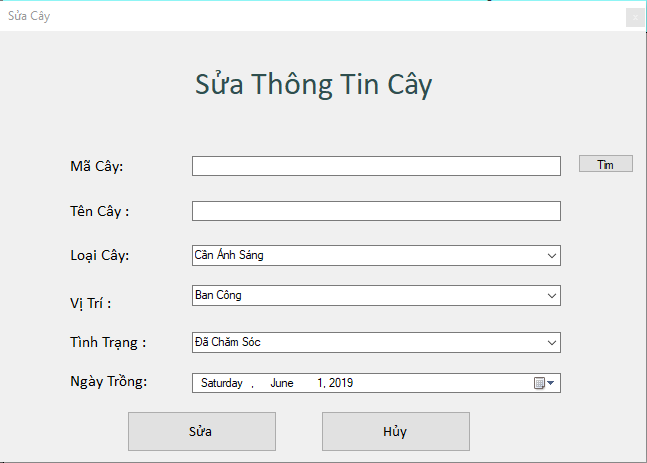 Sửa Cây
Sửa Thông Tin Cây
Mã Cây:
Tìm
Tên Cây :
Loại Cây: Cần Ánh Sáng
Vị Trí : Ban Công
Tình Trạng : Đã Chăm Sóc
Ngày Trồng: Saturday , June 1, 2019
Sửa Hủy